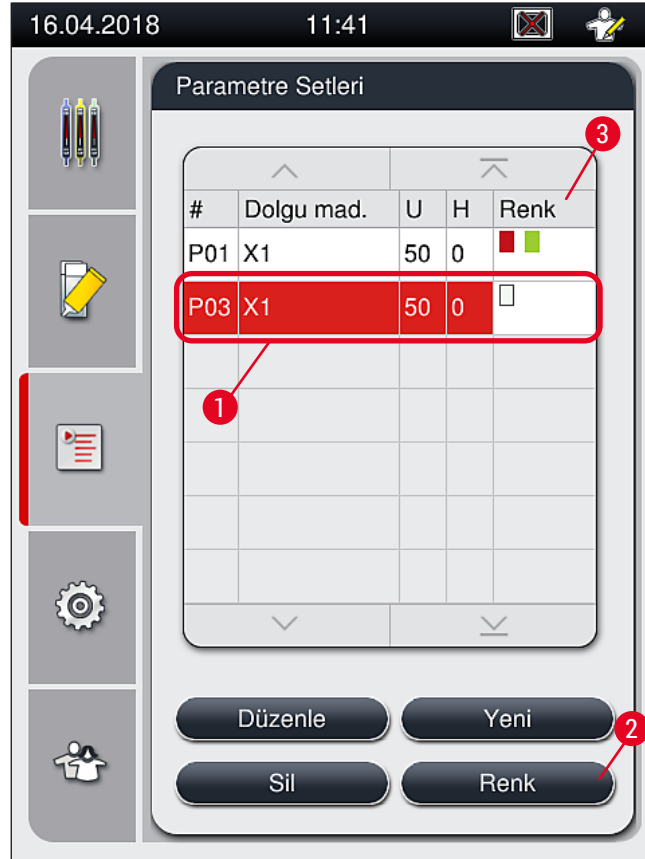 16.04.2018 11:41
Parametre Setleri
3
# Dolgu mad. U H Renk
P01 X1 50 0
P03 X1 50 0
1
Düzenle Yeni
2
Sil Renk